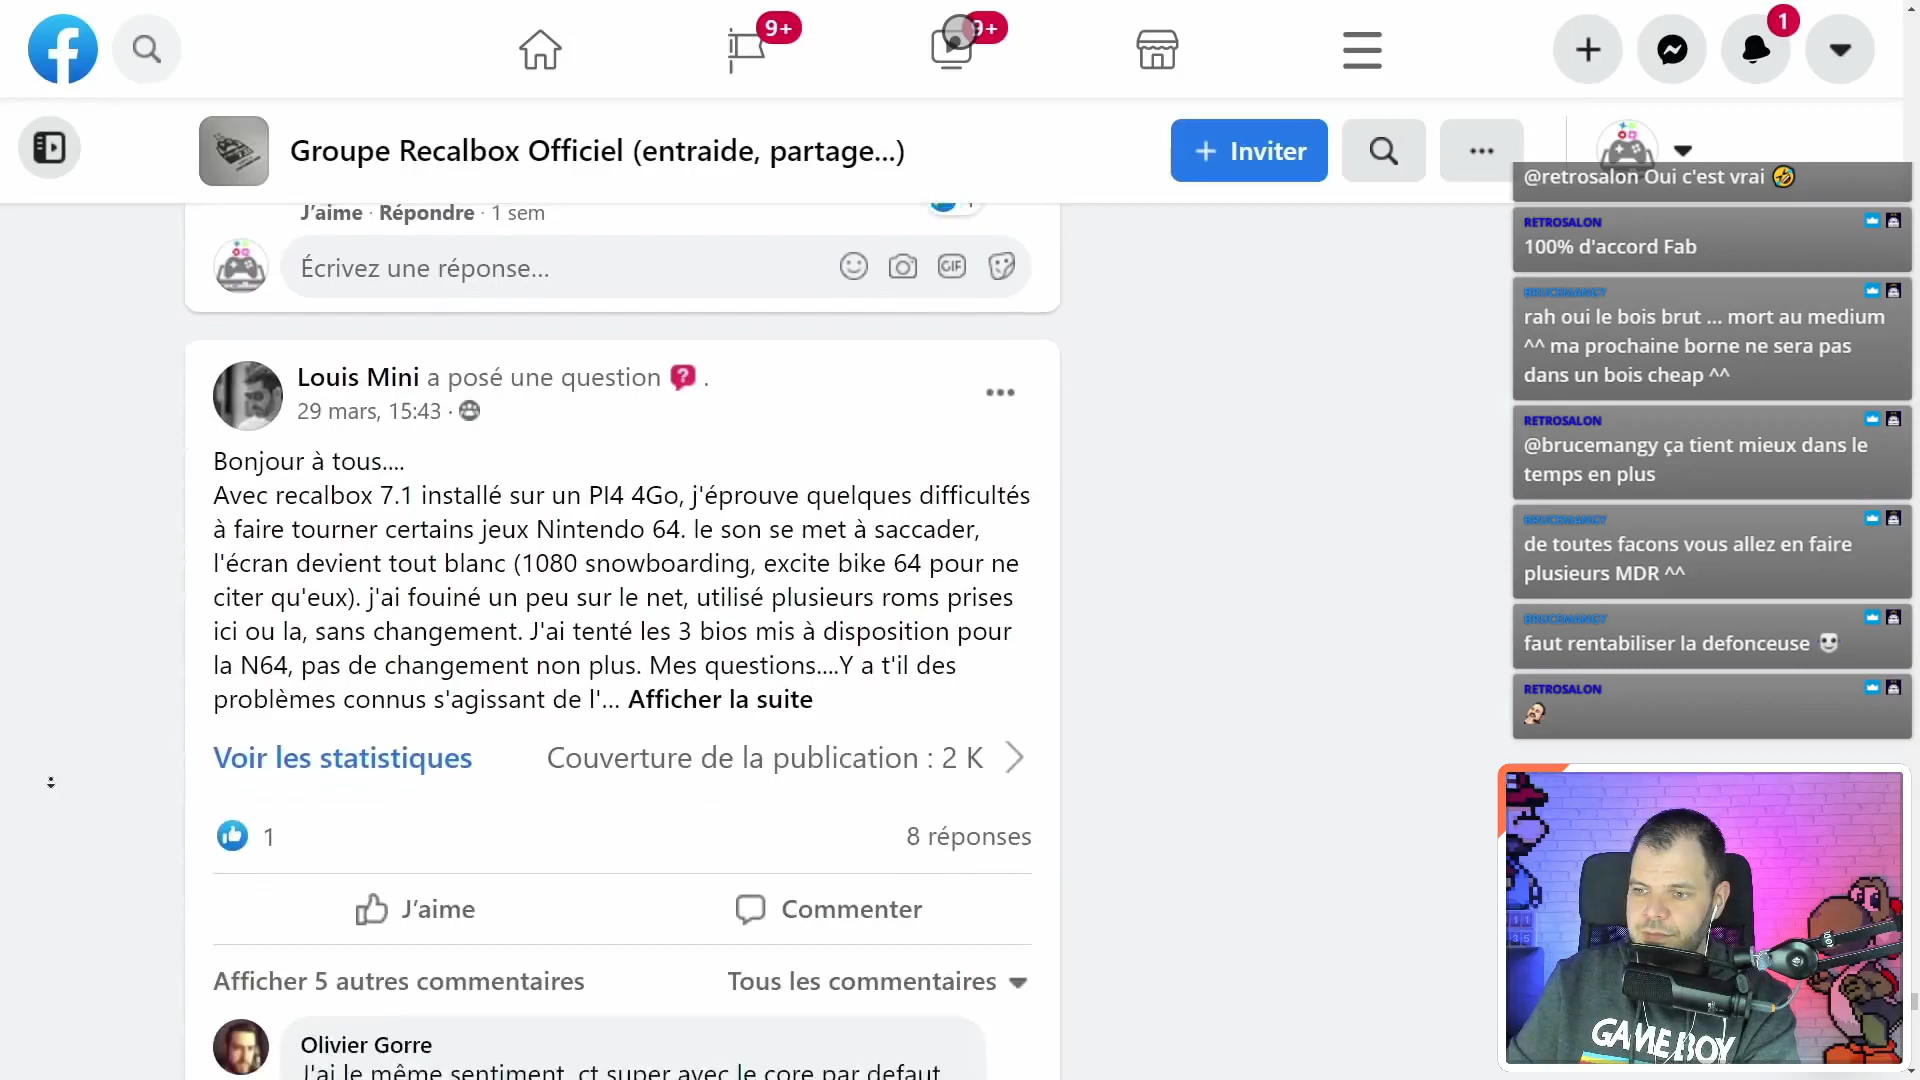 9+
9+
1
Groupe Recalbox Officiel (entraide, partage...)
+ Inviter
J'aime · Répondre · 1 sem
Écrivez une réponse...
GIF
Louis Mini a posé une question .
29 mars, 15:43 ·
Bonjour à tous....
Avec recalbox 7.1 installé sur un PI4 4Go, j'éprouve quelques difficultés
à faire tourner certains jeux Nintendo 64. le son se met à saccader,
l'écran devient tout blanc (1080 snowboarding, excite bike 64 pour ne
citer qu'eux). j'ai fouiné un peu sur le net, utilisé plusieurs roms prises
ici ou la, sans changement. J'ai tenté les 3 bios mis à disposition pour
la N64, pas de changement non plus. Mes questions....Y a t'il des
problèmes connus s'agissant de l'... Afficher la suite
Voir les statistiques
Couverture de la publication : 2 K
1
8 réponses
J'aime
Commenter
Afficher 5 autres commentaires
Tous les commentaires
Olivier Gorre
J'ai le même sentiment, ct super avec le core par defaut
@retrosalon Oui c'est vrai 🤣
RETROSALON
100% d'accord Fab
BRUCEMANGY
rah oui le bois brut ... mort au medium
^^ ma prochaine borne ne sera pas
dans un bois cheap ^^
RETROSALON
@brucemangy ça tient mieux dans le
temps en plus
BRUCEMANGY
de toutes facons vous allez en faire
plusieurs MDR ^^
BRUCEMANGY
faut rentabiliser la defonceuse
RETROSALON
GAME BOY